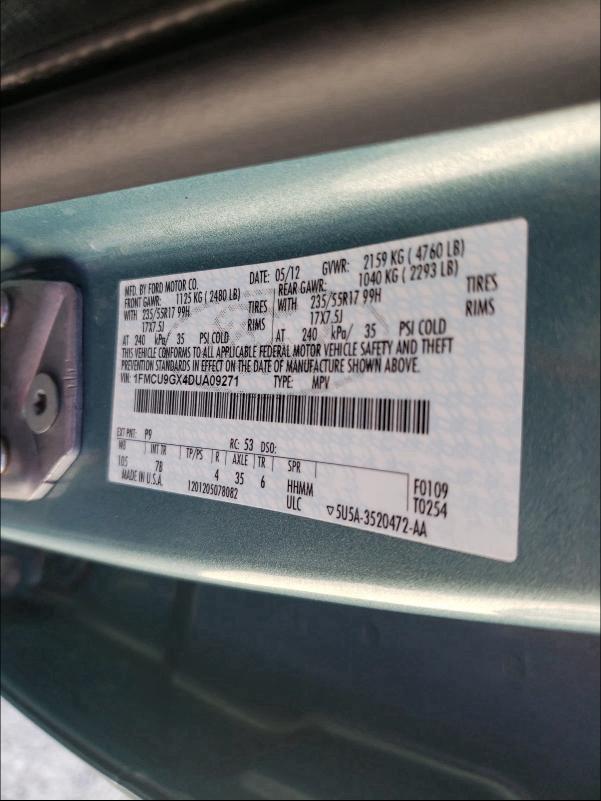 MFD. BY FORD MOTOR CO.
DATE: 05/12 GVWR: 2159 KG ( 4760 LB)
FRONT GAWR: 1125 KG ( 2480 LB) REAR GAWR: 1040 KG ( 2293 LB)
WITH 235/55R17 99H TIRES WITH 235/55R17 99H TIRES
17X7.5J RIMS 17X7.5J RIMS
AT 240 kPa/ 35 PSI COLD AT 240 kPa/ 35 PSI COLD
THIS VEHICLE CONFORMS TO ALL APPLICABLE FEDERAL MOTOR VEHICLE SAFETY AND THEFT
PREVENTION STANDARDS IN EFFECT ON THE DATE OF MANUFACTURE SHOWN ABOVE.
VIN: 1FMCU9GX4DUA09271 TYPE: MPV
EXT PNT: P9 RC: 53 DSO:
WB INT TR TP/PS R AXLE TR SPR
105 78 4 35 6 HHMM F0109
MADE IN U.S.A. 1201205078082 ULC T0254
▽5U5A-3520472-AA